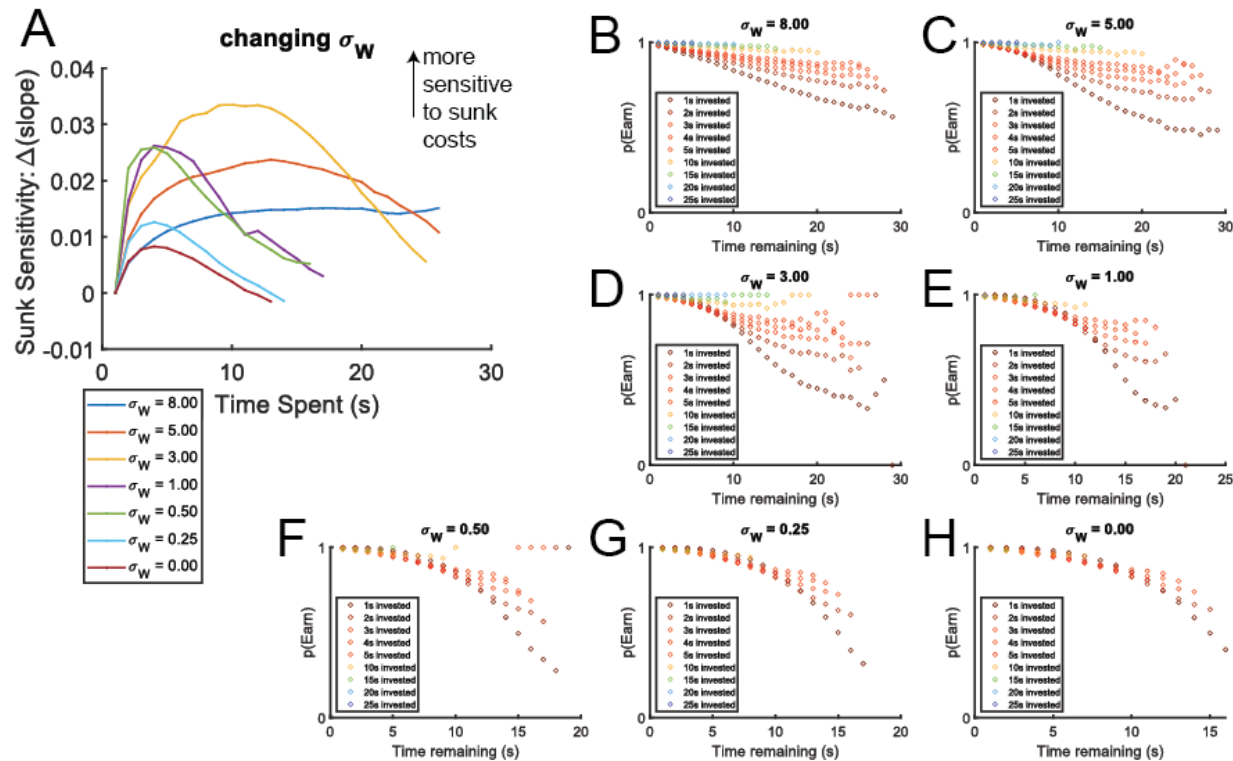 A
changing σW
more
sensitive
to sunk
costs
Sunk Sensitivity: Δ(slope)
0.04
0.03
0.02
0.01
0
-0.01
0 10 20 30
Time Spent (s)
σW = 8.00
σW = 5.00
σW = 3.00
σW = 1.00
σW = 0.50
σW = 0.25
σW = 0.00
B
σW = 8.00
p(Earn)
1
0
1s invested
2s invested
3s invested
4s invested
5s invested
10s invested
15s invested
20s invested
25s invested
0 10 20 30
Time remaining (s)
C
σW = 5.00
p(Earn)
1
0
1s invested
2s invested
3s invested
4s invested
5s invested
10s invested
15s invested
20s invested
25s invested
0 10 20 30
Time remaining (s)
D
σW = 3.00
p(Earn)
1
0
1s invested
2s invested
3s invested
4s invested
5s invested
10s invested
15s invested
20s invested
25s invested
0 10 20 30
Time remaining (s)
E
σW = 1.00
p(Earn)
1
0
1s invested
2s invested
3s invested
4s invested
5s invested
10s invested
15s invested
20s invested
25s invested
0 5 10 15 20 25
Time remaining (s)
F
σW = 0.50
p(Earn)
1
0
1s invested
2s invested
3s invested
4s invested
5s invested
10s invested
15s invested
20s invested
25s invested
0 5 10 15 20
Time remaining (s)
G
σW = 0.25
p(Earn)
1
0
1s invested
2s invested
3s invested
4s invested
5s invested
10s invested
15s invested
20s invested
25s invested
0 5 10 15 20
Time remaining (s)
H
σW = 0.00
p(Earn)
1
0
1s invested
2s invested
3s invested
4s invested
5s invested
10s invested
15s invested
20s invested
25s invested
0 5 10 15
Time remaining (s)